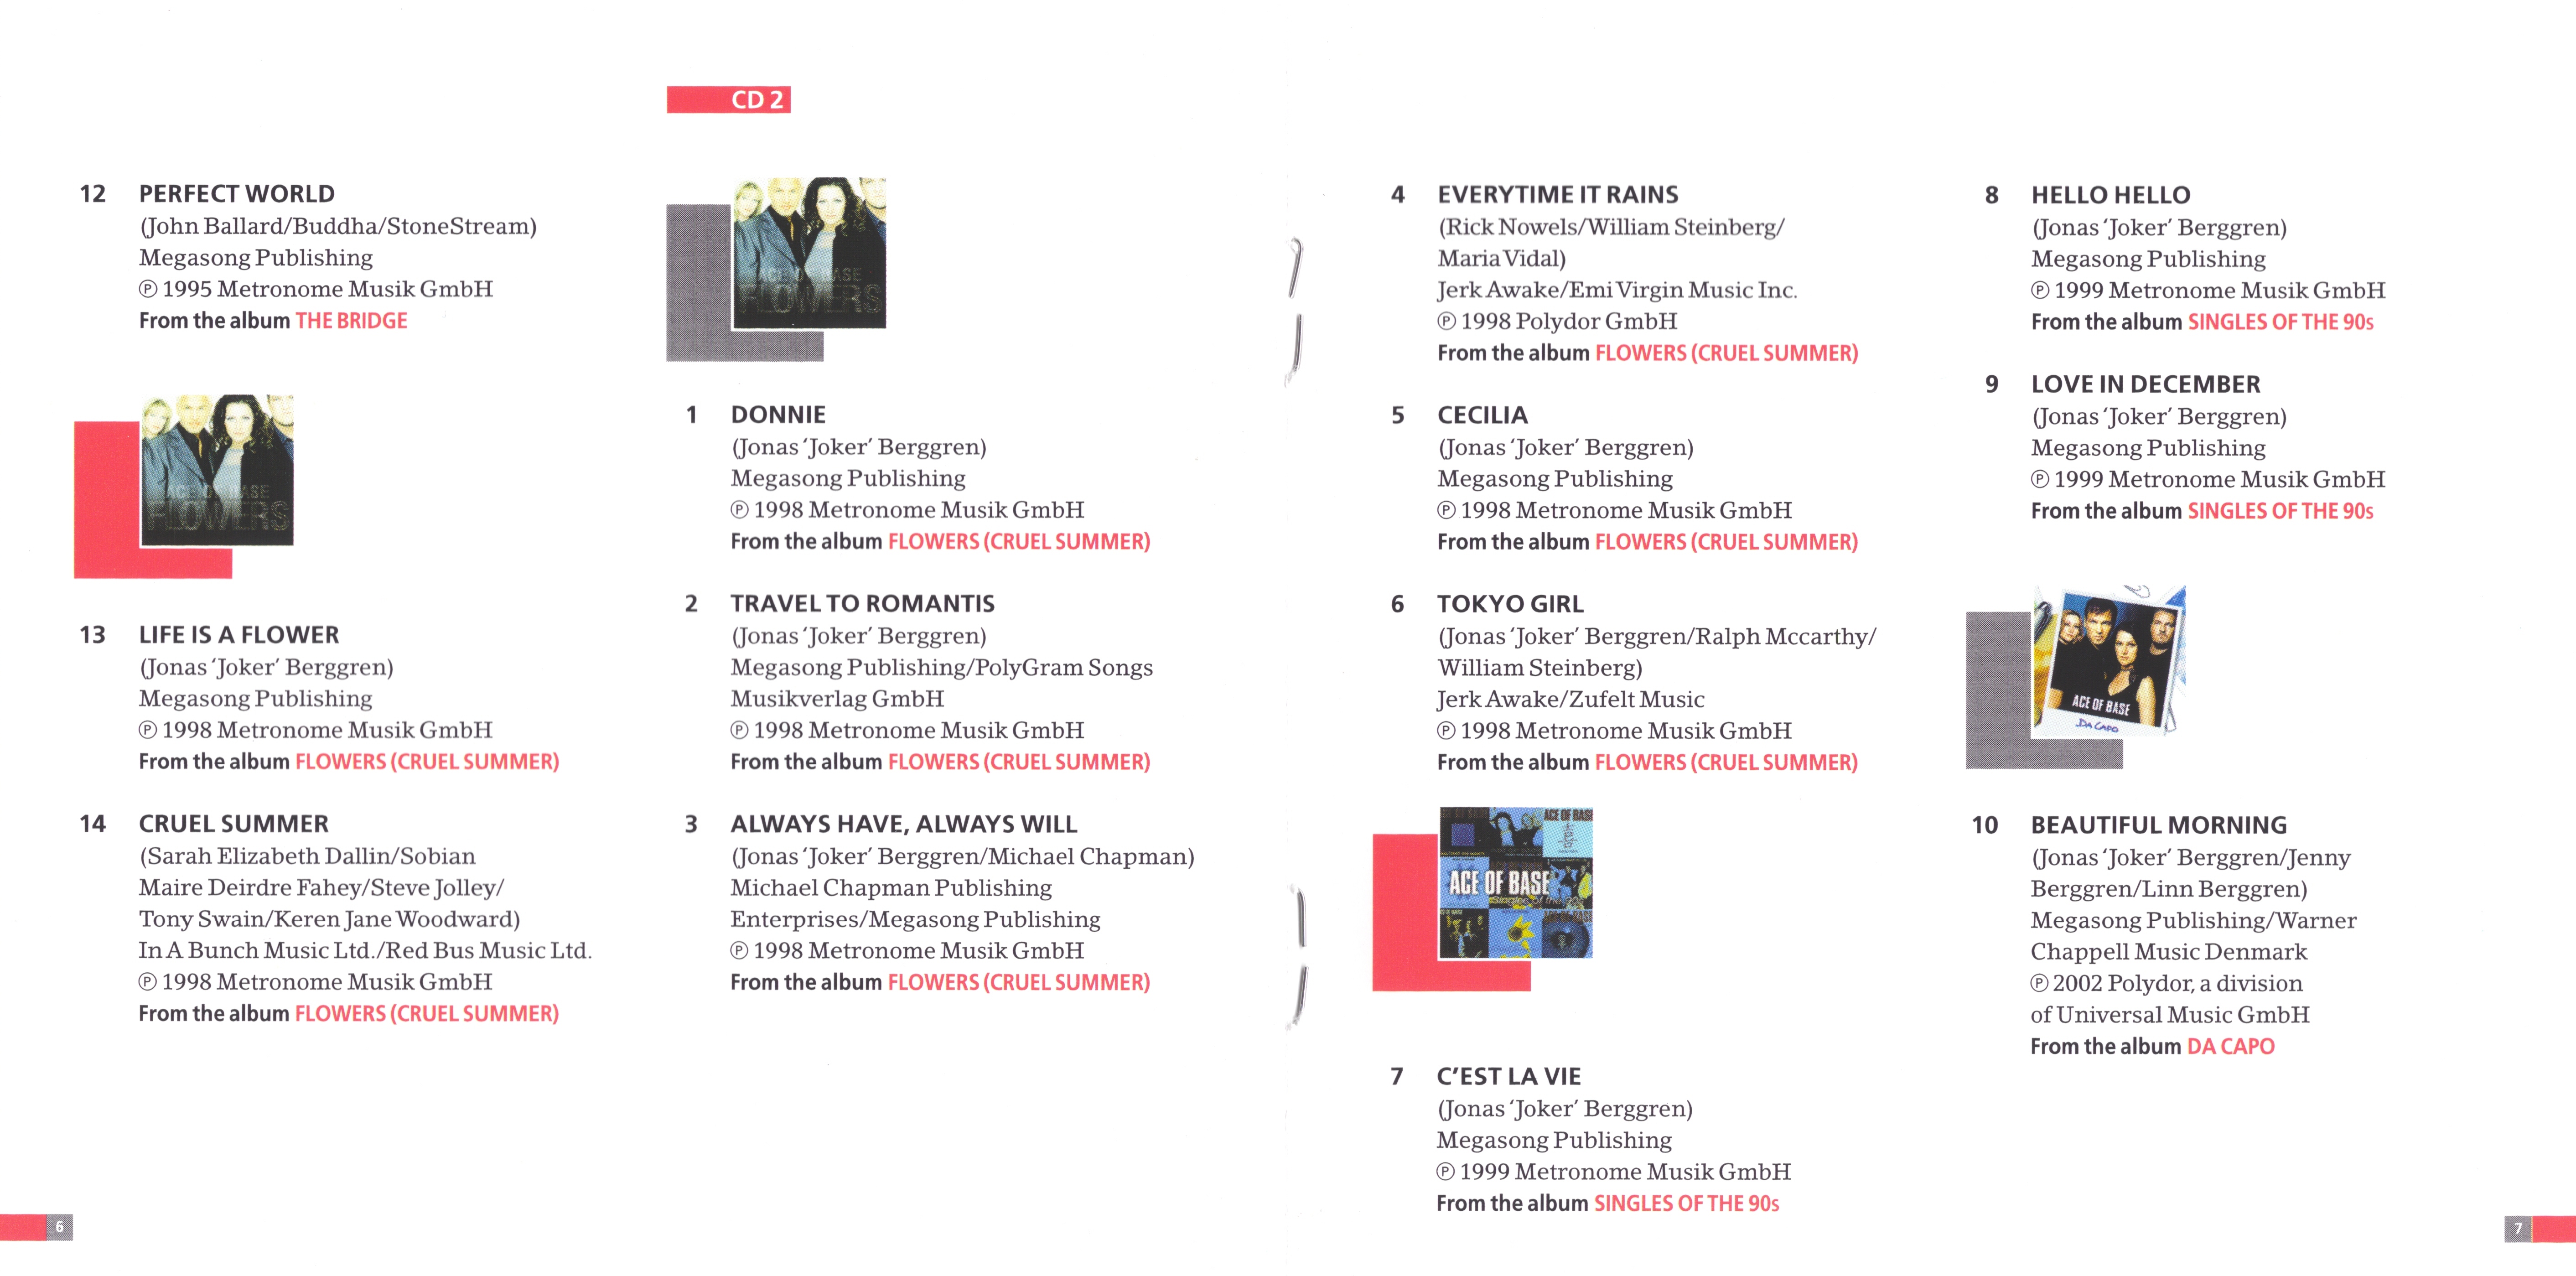 12 PERFECT WORLD
(John Ballard/Buddha/StoneStream)
Megasong Publishing
℗ 1995 Metronome Musik GmbH
From the album THE BRIDGE
ACE OF BASE
FLOWERS
13 LIFE IS A FLOWER
(Jonas ‘Joker’ Berggren)
Megasong Publishing
℗ 1998 Metronome Musik GmbH
From the album FLOWERS (CRUEL SUMMER)
14 CRUEL SUMMER
(Sarah Elizabeth Dallin/Sobian
Maire Deirdre Fahey/Steve Jolley/
Tony Swain/Keren Jane Woodward)
In A Bunch Music Ltd./Red Bus Music Ltd.
℗ 1998 Metronome Musik GmbH
From the album FLOWERS (CRUEL SUMMER)
6
CD 2
ACE OF BASE
FLOWERS
1 DONNIE
(Jonas ‘Joker’ Berggren)
Megasong Publishing
℗ 1998 Metronome Musik GmbH
From the album FLOWERS (CRUEL SUMMER)
2 TRAVEL TO ROMANTIS
(Jonas ‘Joker’ Berggren)
Megasong Publishing/PolyGram Songs
Musikverlag GmbH
℗ 1998 Metronome Musik GmbH
From the album FLOWERS (CRUEL SUMMER)
3 ALWAYS HAVE, ALWAYS WILL
(Jonas ‘Joker’ Berggren/Michael Chapman)
Michael Chapman Publishing
Enterprises/Megasong Publishing
℗ 1998 Metronome Musik GmbH
From the album FLOWERS (CRUEL SUMMER)
4 EVERYTIME IT RAINS
(Rick Nowels/William Steinberg/
Maria Vidal)
Jerk Awake/Emi Virgin Music Inc.
℗ 1998 Polydor GmbH
From the album FLOWERS (CRUEL SUMMER)
5 CECILIA
(Jonas ‘Joker’ Berggren)
Megasong Publishing
℗ 1998 Metronome Musik GmbH
From the album FLOWERS (CRUEL SUMMER)
6 TOKYO GIRL
(Jonas ‘Joker’ Berggren/Ralph Mccarthy/
William Steinberg)
Jerk Awake/Zufelt Music
℗ 1998 Metronome Musik GmbH
From the album FLOWERS (CRUEL SUMMER)
ACE OF BASE
ACE OF BASE
Singles of the 90s
7 C’EST LA VIE
(Jonas ‘Joker’ Berggren)
Megasong Publishing
℗ 1999 Metronome Musik GmbH
From the album SINGLES OF THE 90s
8 HELLO HELLO
(Jonas ‘Joker’ Berggren)
Megasong Publishing
℗ 1999 Metronome Musik GmbH
From the album SINGLES OF THE 90s
9 LOVE IN DECEMBER
(Jonas ‘Joker’ Berggren)
Megasong Publishing
℗ 1999 Metronome Musik GmbH
From the album SINGLES OF THE 90s
ACE OF BASE
DA CAPO
10 BEAUTIFUL MORNING
(Jonas ‘Joker’ Berggren/Jenny
Berggren/Linn Berggren)
Megasong Publishing/Warner
Chappell Music Denmark
℗ 2002 Polydor, a division
of Universal Music GmbH
From the album DA CAPO
7